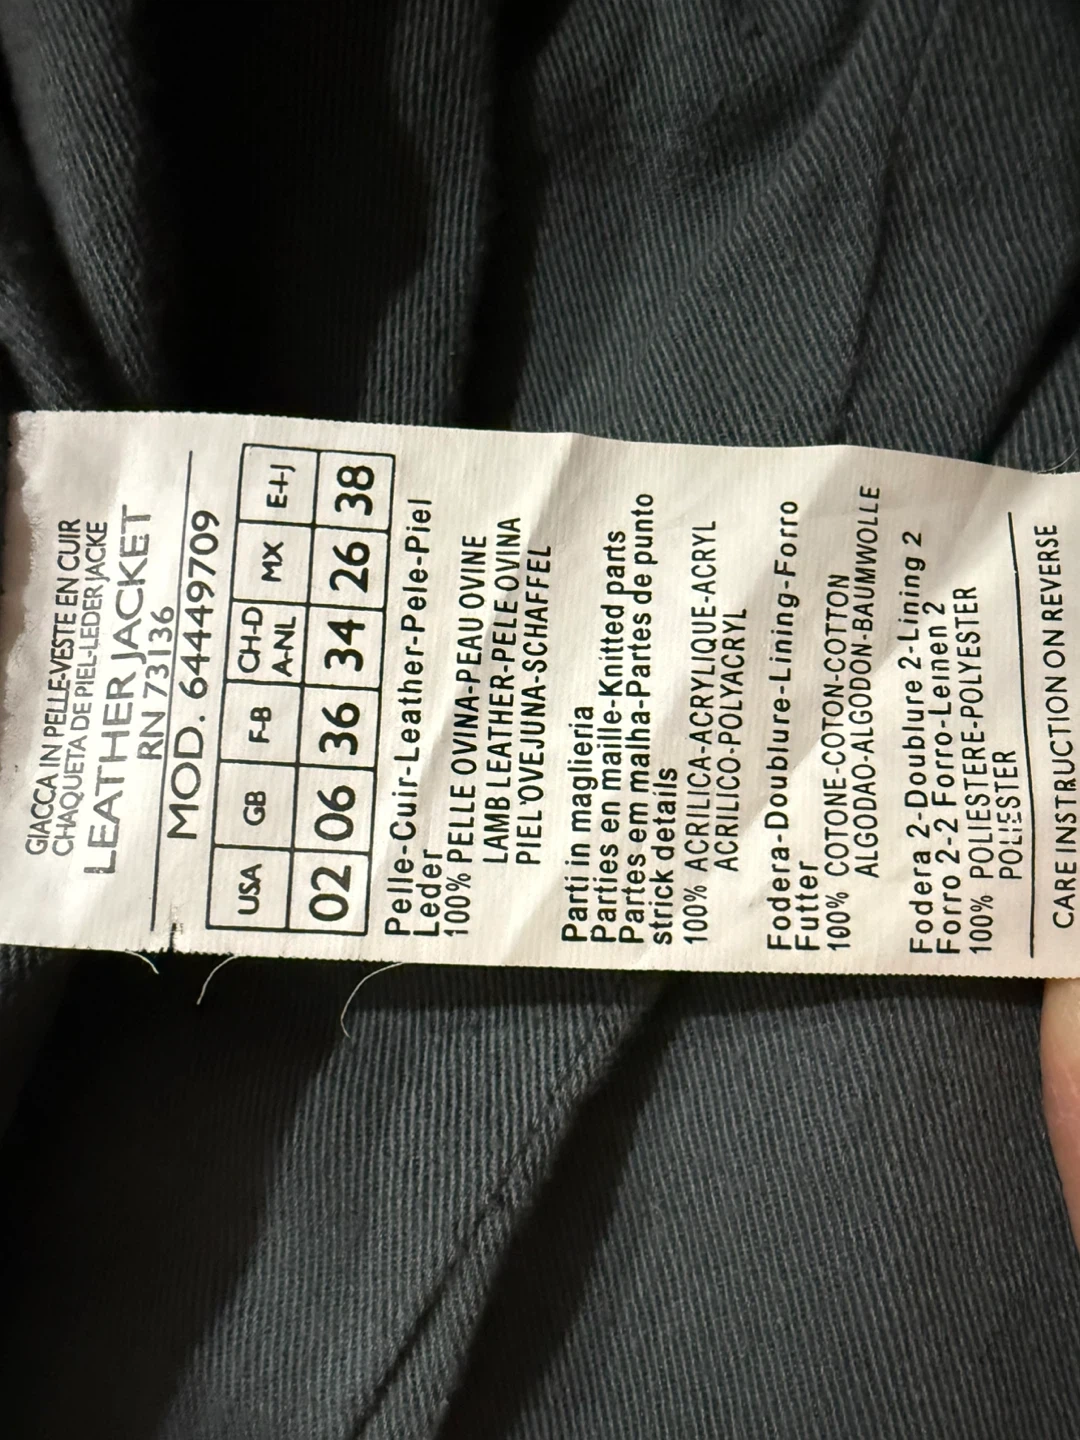 GIACCA IN PELLE-VESTE EN CUIR
CHAQUETA DE PIEL-LEDER JACKE
LEATHER JACKET
RN 73136
MOD. 64449709
USA GB F-B CH-D A-NL MX E-I-J
02 06 36 34 26 38
Pelle-Cuir-Leather-Pele-Piel
Leder
100% PELLE OVINA-PEAU OVINE
LAMB LEATHER-PELE OVINA
PIEL OVEJUNA-SCHAFFEL
Parti in maglieria
Parties en maille-Knitted parts
Partes em malha-Partes de punto
strick details
100% ACRILICA-ACRYLIQUE-ACRYL
ACRILICO-POLYACRYL
Fodera-Doublure-Lining-Forro
Futter
100% COTONE-COTON-COTTON
ALGODAO-ALGODON-BAUMWOLLE
Fodera 2-Doublure 2-Lining 2
Forro 2-2 Forro-Leinen 2
100% POLIESTERE-POLYESTER
POLIESTER
CARE INSTRUCTION ON REVERSE